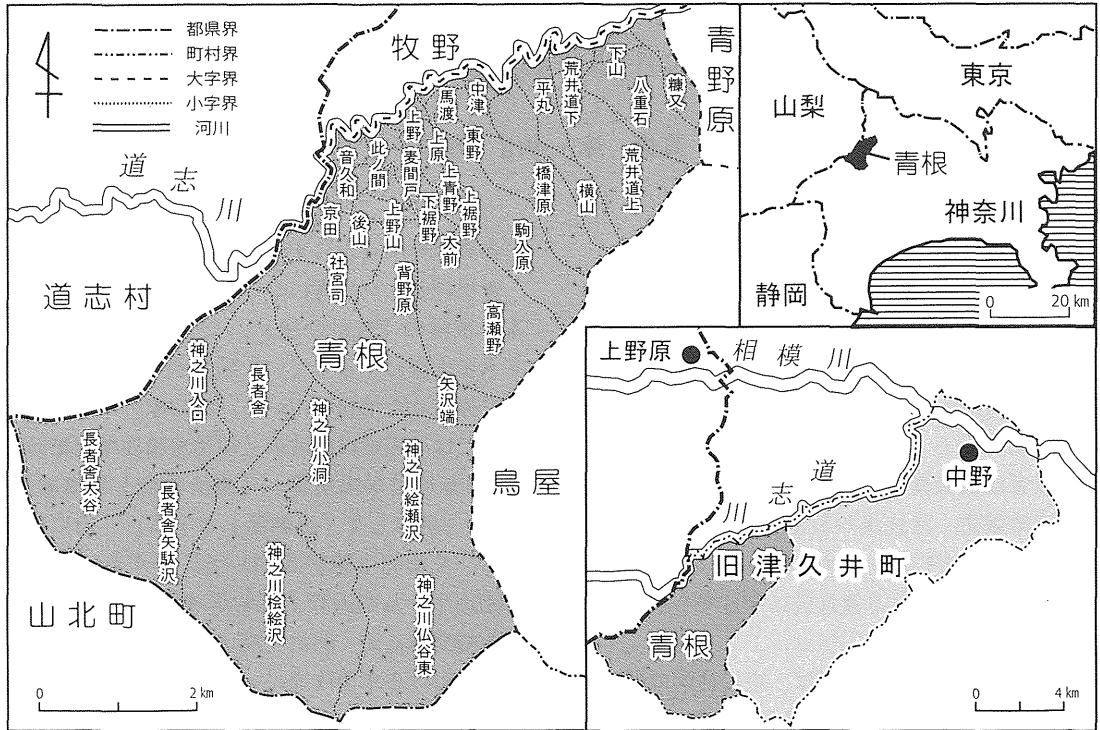 都県界
町村界
大字界
小字界
河川
牧野
青野原
道志川
道志村
青根
鳥屋
山北町
下山
糠又
八重石
荒井道下
平丸
中津
馬渡
上野
此ノ間
音久和
東野
上原
麦間戸
上青野
上裾野
下裾野
大前
橋津原
横山
荒井道上
京田
後山
上野山
駒入原
社宮司
背野原
高瀬野
神之川入口
長者舎
矢沢端
神之川小洞
長者舎大谷
長者舎矢駄沢
神之川絵瀬沢
神之川桧絵沢
神之川仏谷東
0 2 km
東京
山梨
青根
神奈川
静岡
0 20 km
上野原
相模川
中野
道志川
旧津久井町
青根
0 4 km